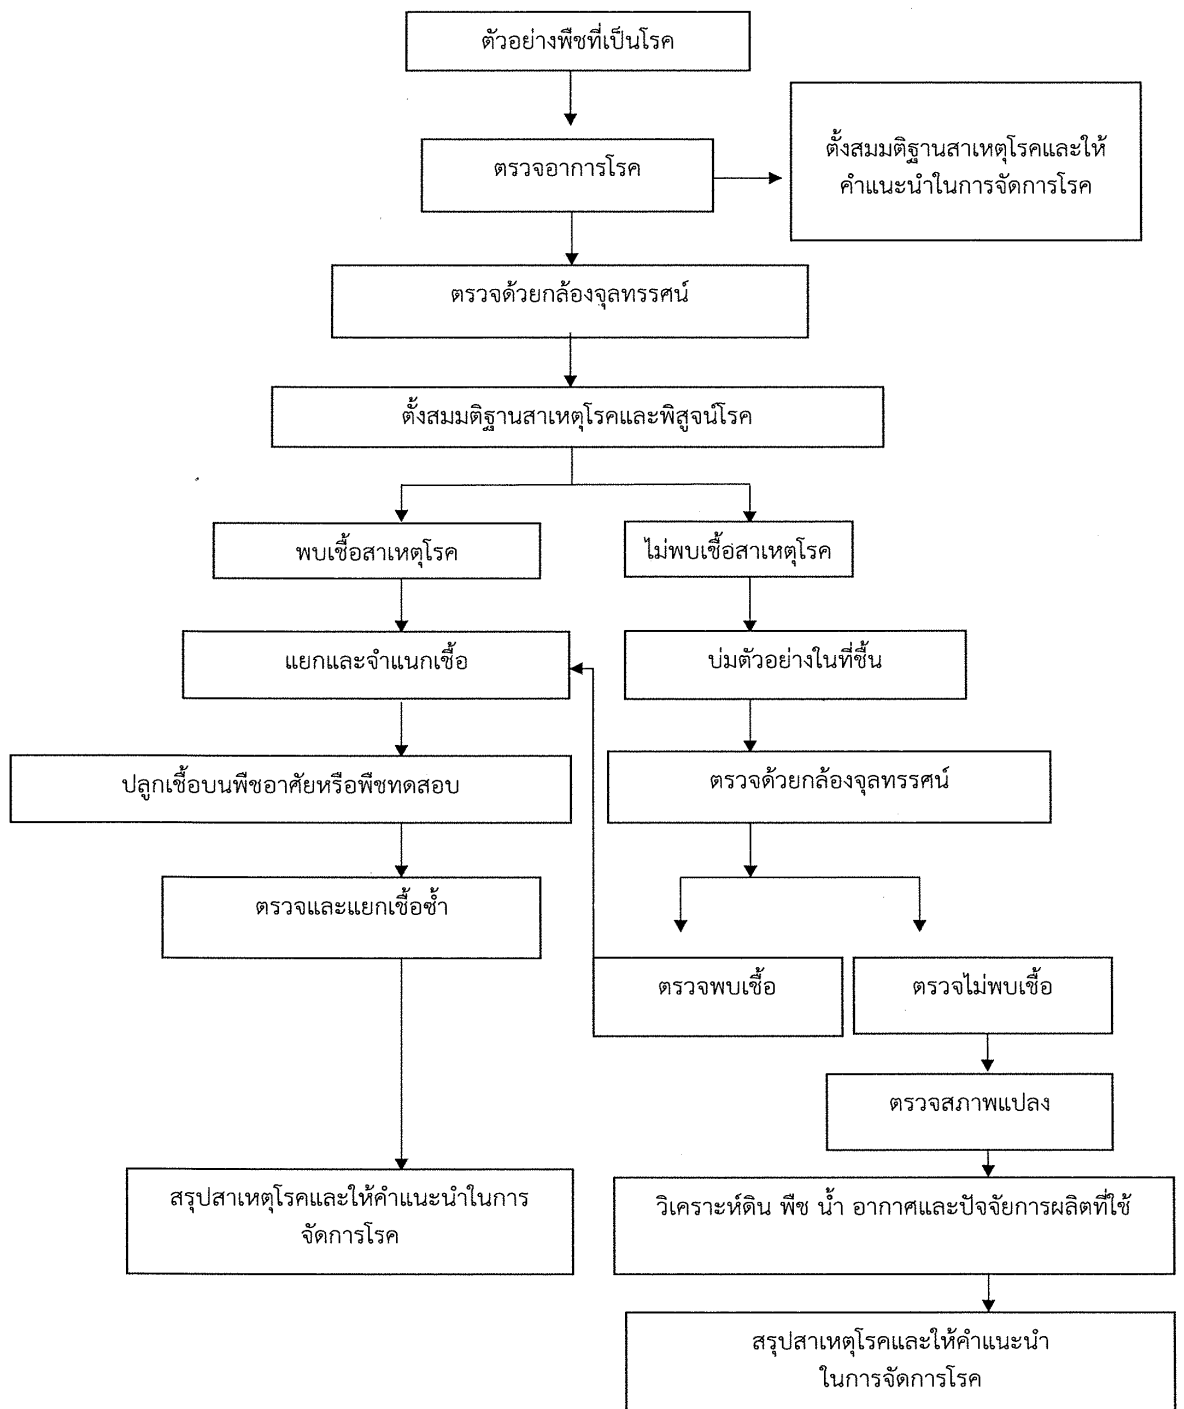 ตัวอย่างพืชที่เป็นโรค
ตรวจอาการโรค
ตั้งสมมติฐานสาเหตุโรคและให้
คำแนะนำในการจัดการโรค
ตรวจด้วยกล้องจุลทรรศน์
ตั้งสมมติฐานสาเหตุโรคและพิสูจน์โรค
พบเชื้อสาเหตุโรค
ไม่พบเชื้อสาเหตุโรค
แยกและจำแนกเชื้อ
บ่มตัวอย่างในที่ชื้น
ปลูกเชื้อบนพืชอาศัยหรือพืชทดสอบ
ตรวจด้วยกล้องจุลทรรศน์
ตรวจและแยกเชื้อซ้ำ
ตรวจพบเชื้อ
ตรวจไม่พบเชื้อ
ตรวจสภาพแปลง
สรุปสาเหตุโรคและให้คำแนะนำในการ
จัดการโรค
วิเคราะห์ดิน พืช น้ำ อากาศและปัจจัยการผลิตที่ใช้
สรุปสาเหตุโรคและให้คำแนะนำ
ในการจัดการโรค